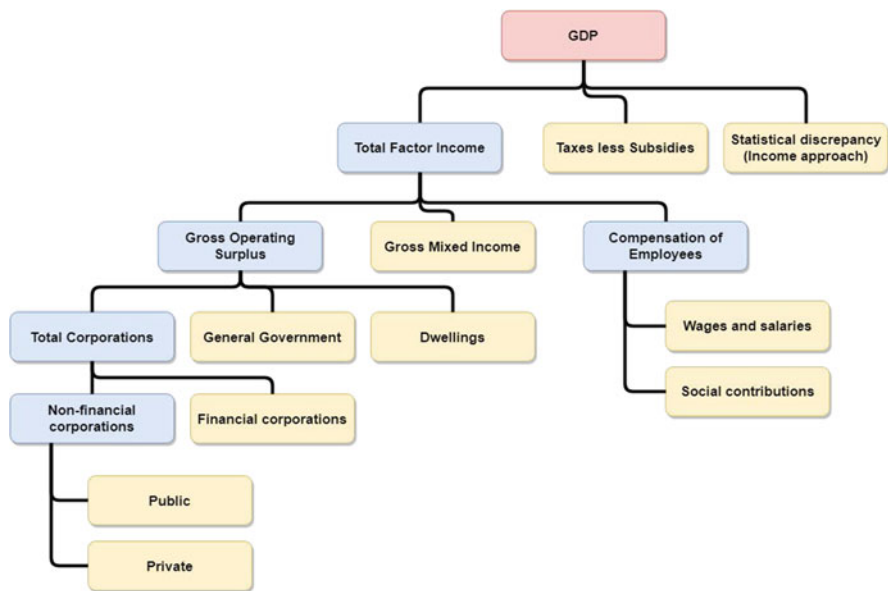 GDP
Total Factor Income
Taxes less Subsidies
Statistical discrepancy
(Income approach)
Gross Operating
Surplus
Gross Mixed Income
Compensation of
Employees
Total Corporations
General Government
Dwellings
Wages and salaries
Social contributions
Non-financial
corporations
Financial corporations
Public
Private